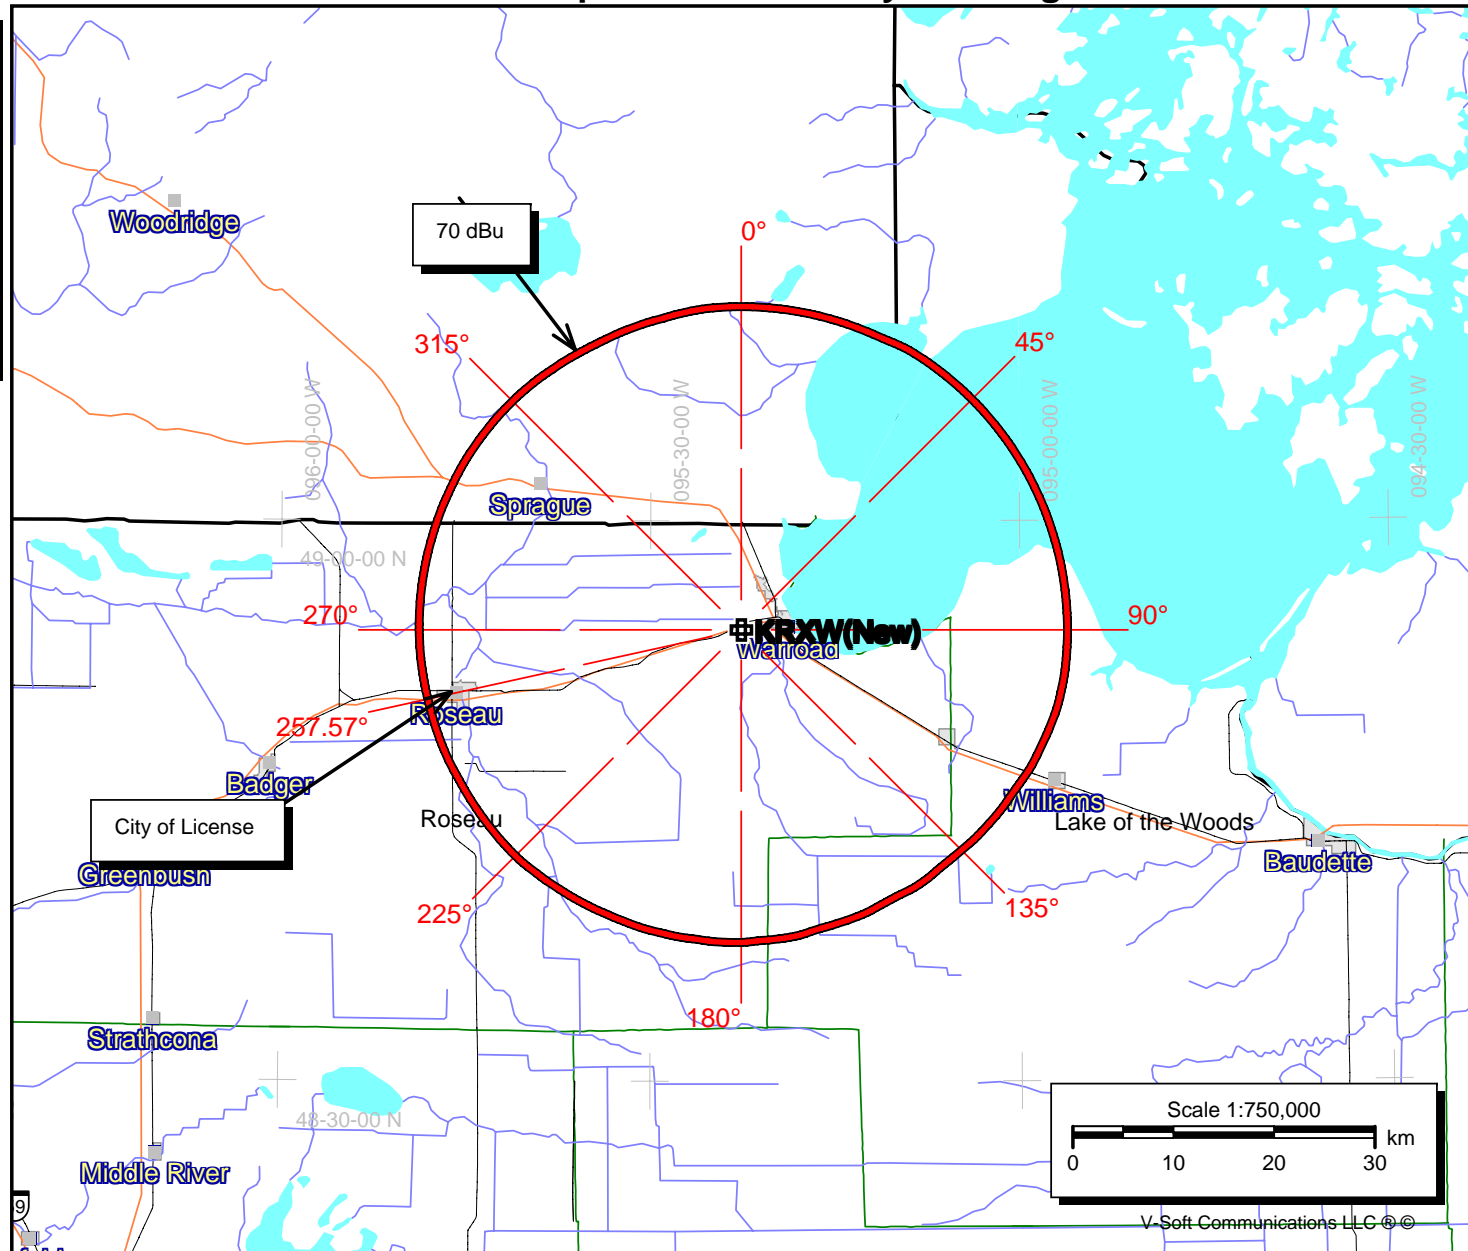 Woodridge
70 dBu
0°
315°
45°
096-00-00 W
095-30-00 W
095-00-00 W
094-30-00 W
Sprague
49-00-00 N
270°
90°
KRXW(New)
Warroad
Roseau
257.57°
Badger
Williams
City of License
Roseau
Lake of the Woods
Baudette
Greenbush
225°
135°
180°
Strathcona
48-30-00 N
Middle River
Scale 1:750,000
km
0 10 20 30
V-Soft Communications LLC ® ©